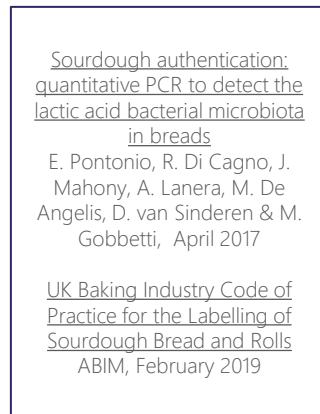 Sourdough authentication:
quantitative PCR to detect the
lactic acid bacterial microbiota
in breads
E. Pontonio, R. Di Cagno, J.
Mahony, A. Lanera, M. De
Angelis, D. van Sinderen & M.
Gobbetti,  April 2017
UK Baking Industry Code of
Practice for the Labelling of
Sourdough Bread and Rolls
ABIM, February 2019